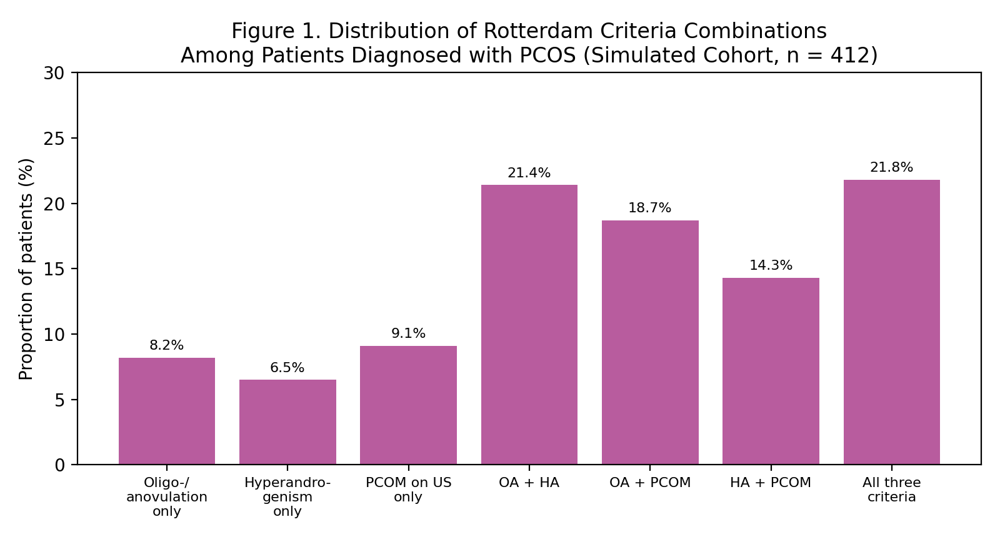 Figure 1. Distribution of Rotterdam Criteria Combinations
Among Patients Diagnosed with PCOS (Simulated Cohort, n = 412)
Proportion of patients (%)
30
25
20
15
10
5
0
8.2%
6.5%
9.1%
21.4%
18.7%
14.3%
21.8%
Oligo-/
anovulation
only
Hyperandro-
genism
only
PCOM on US
only
OA + HA
OA + PCOM
HA + PCOM
All three
criteria